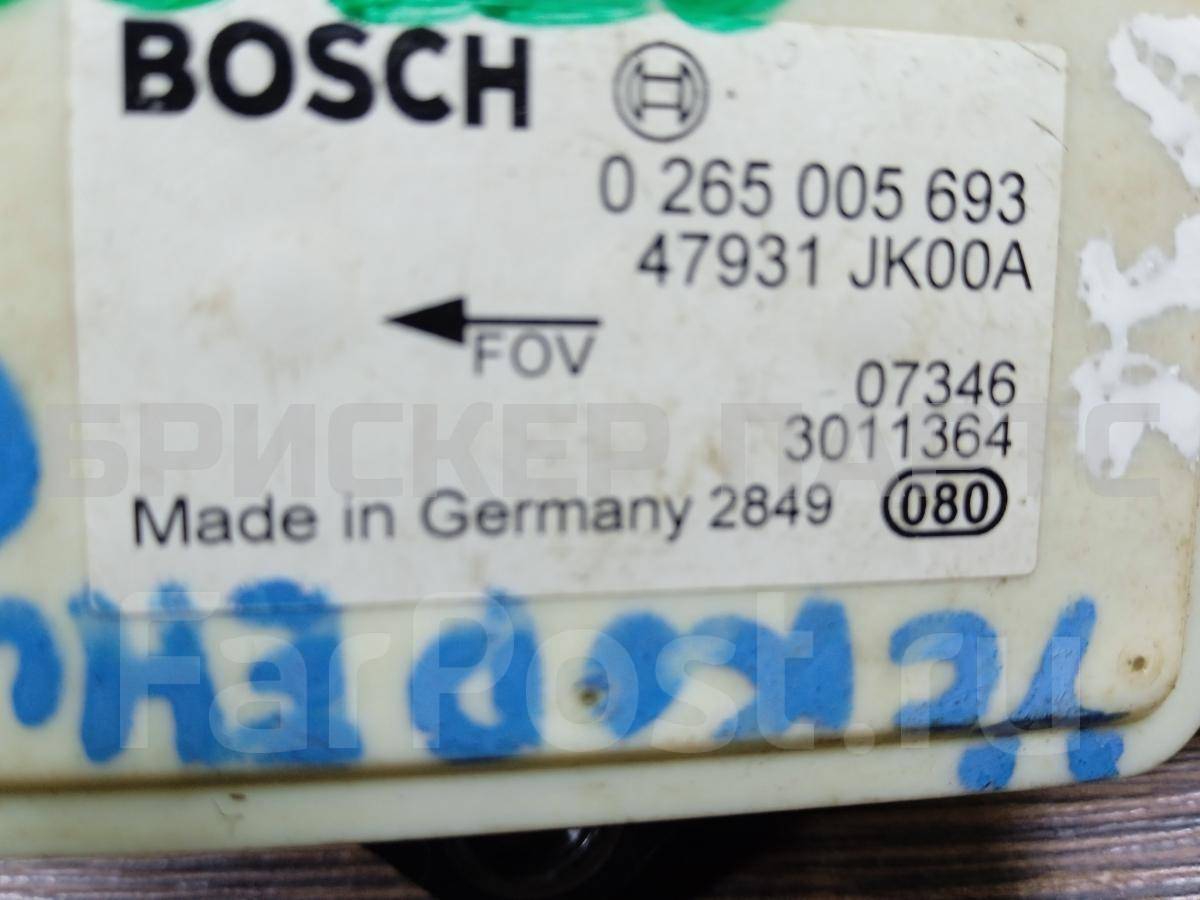 BOSCH
0 265 005 693
47931 JK00A
FOV
07346
3011364
БРИСКЕР ПАРТС
Made in Germany 2849 080
FarPost.ru